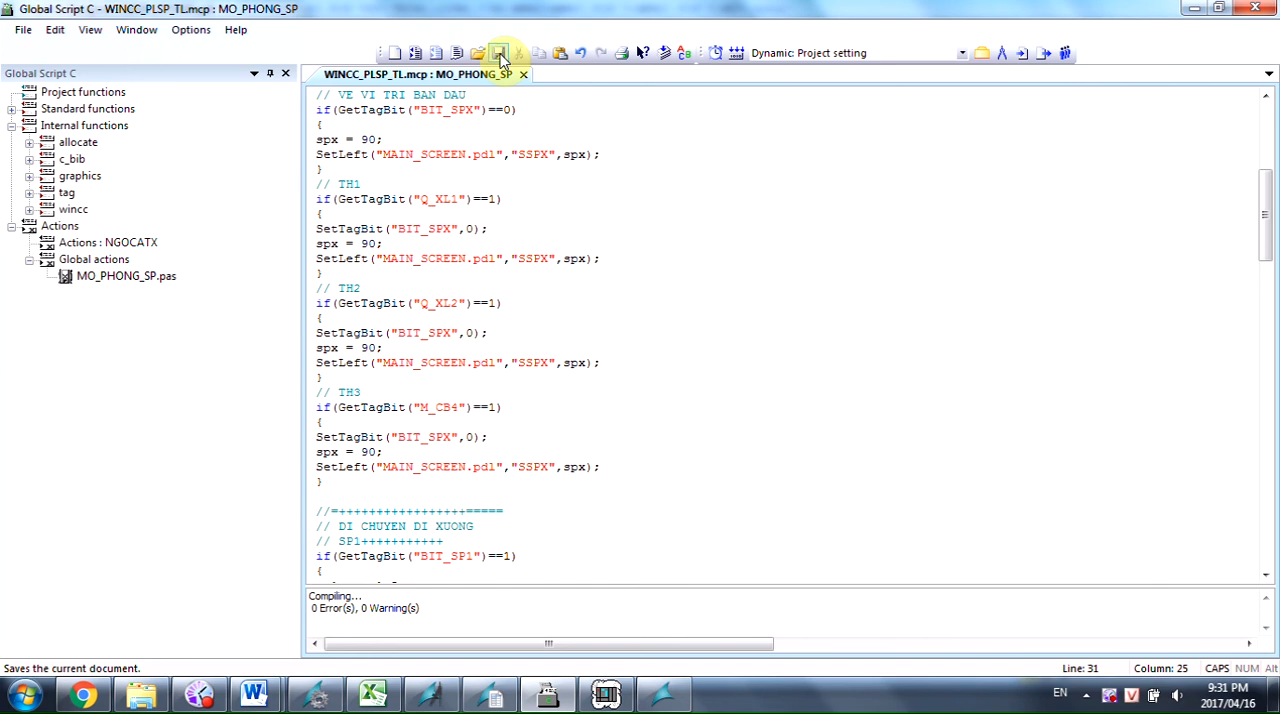 Global Script C - WINCC_PLSP_TL.mcp : MO_PHONG_SP
File Edit View Window Options Help
Dynamic: Project setting
Global Script C
WINCC_PLSP_TL.mcp : MO_PHONG_SP
Project functions
Standard functions
Internal functions
allocate
c_bib
graphics
tag
wincc
Actions
Actions : NGOCATX
Global actions
MO_PHONG_SP.pas
// VE VI TRI BAN DAU
if(GetTagBit("BIT_SPX")==0)
{
spx = 90;
SetLeft("MAIN_SCREEN.pdl","SSPX",spx);
}
// TH1
if(GetTagBit("Q_XL1")==1)
{
SetTagBit("BIT_SPX",0);
spx = 90;
SetLeft("MAIN_SCREEN.pdl","SSPX",spx);
}
// TH2
if(GetTagBit("Q_XL2")==1)
{
SetTagBit("BIT_SPX",0);
spx = 90;
SetLeft("MAIN_SCREEN.pdl","SSPX",spx);
}
// TH3
if(GetTagBit("M_CB4")==1)
{
SetTagBit("BIT_SPX",0);
spx = 90;
SetLeft("MAIN_SCREEN.pdl","SSPX",spx);
}
//=+++++++++++++++++=====
// DI CHUYEN DI XUONG
// SP1+++++++++++
if(GetTagBit("BIT_SP1")==1)
{
Compiling...
0 Error(s), 0 Warning(s)
Saves the current document.
Line: 31 Column: 25 CAPS NUM Alt
EN
9:31 PM
2017/04/16